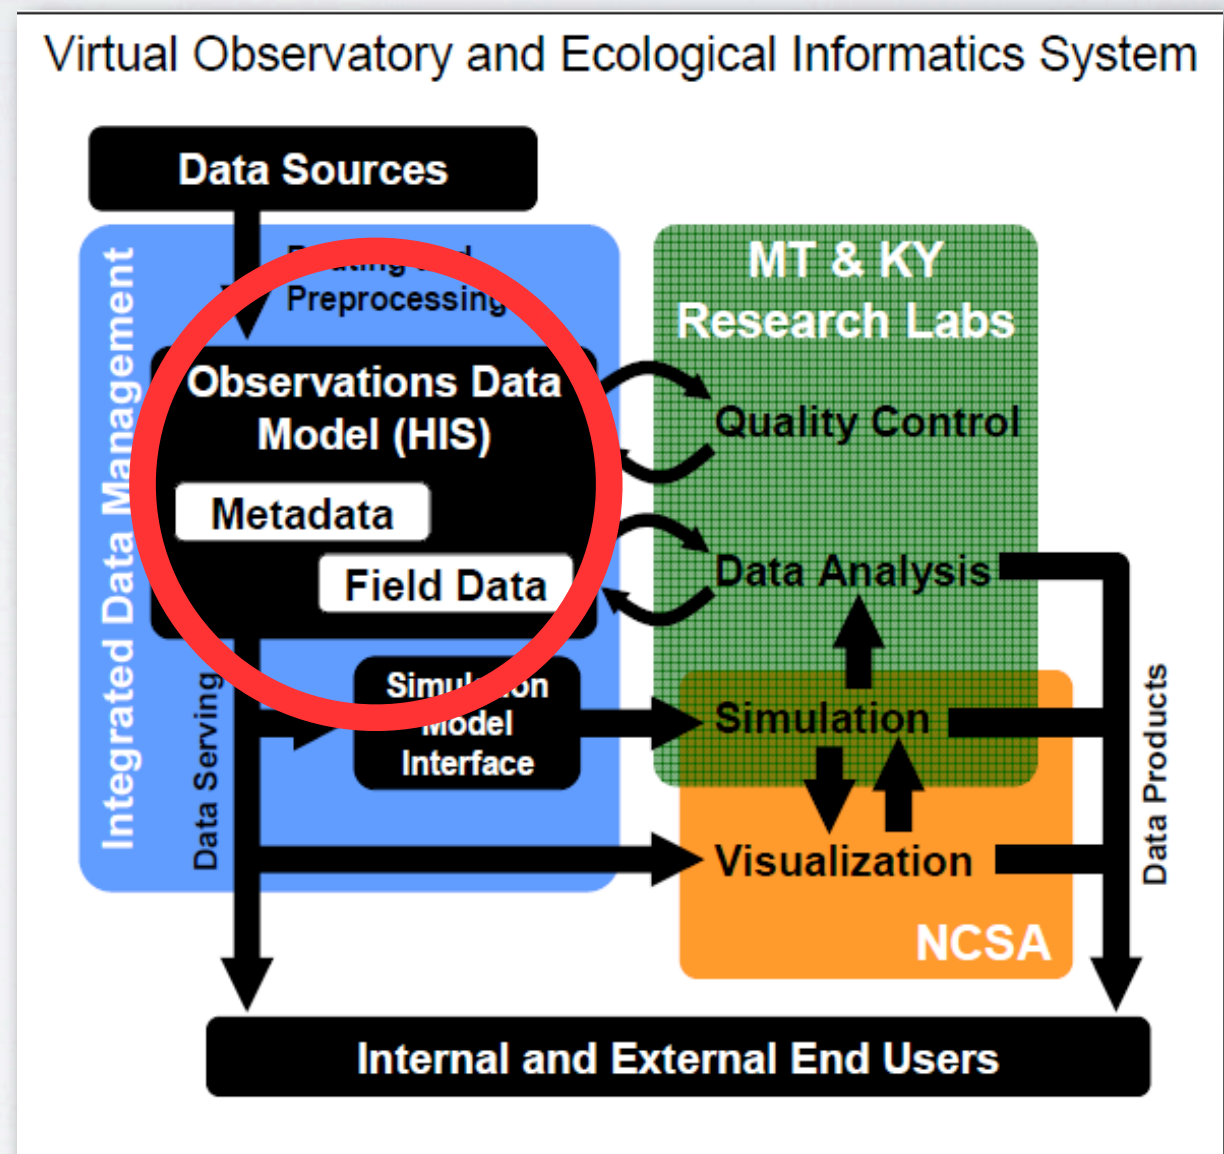 Virtual Observatory and Ecological Informatics System
Data Sources
Preprocessing
Integrated Data Management
Observations Data
Model (HIS)
Metadata
Field Data
Data Serving
Model
Interface
MT & KY
Research Labs
Quality Control
Data Analysis
Simulation
Visualization
NCSA
Data Products
Internal and External End Users